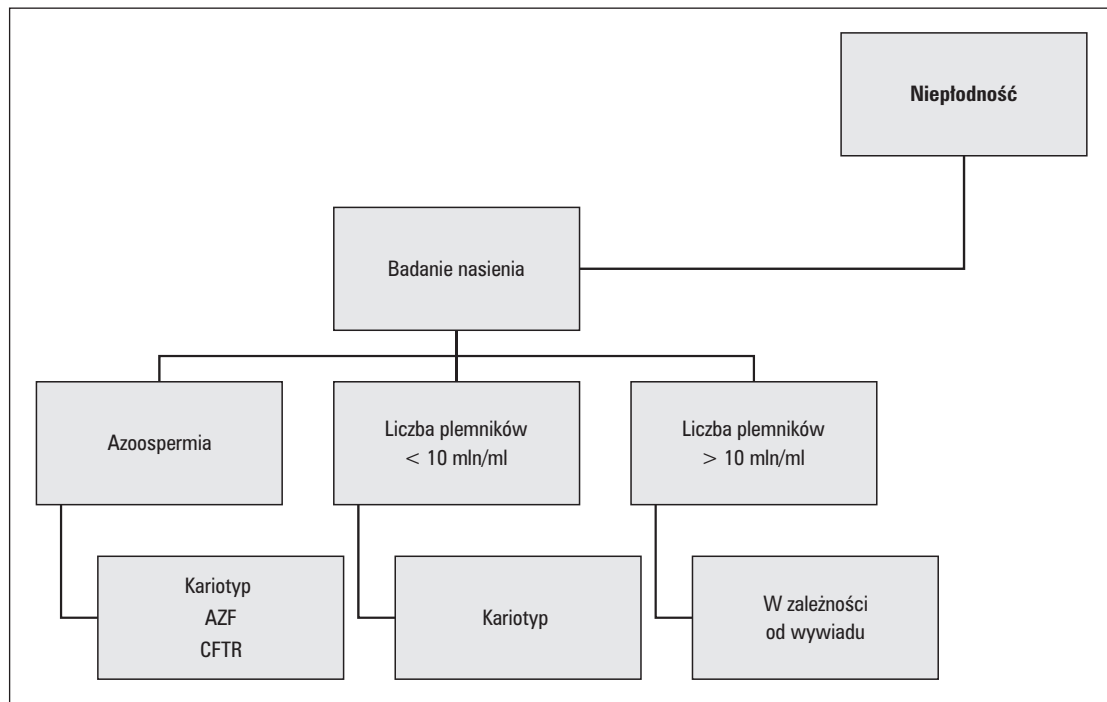 Niepłodność
Badanie nasienia
Azoospermia
Liczba plemników
< 10 mln/ml
Liczba plemników
> 10 mln/ml
Kariotyp
AZF
CFTR
Kariotyp
W zależności
od wywiadu